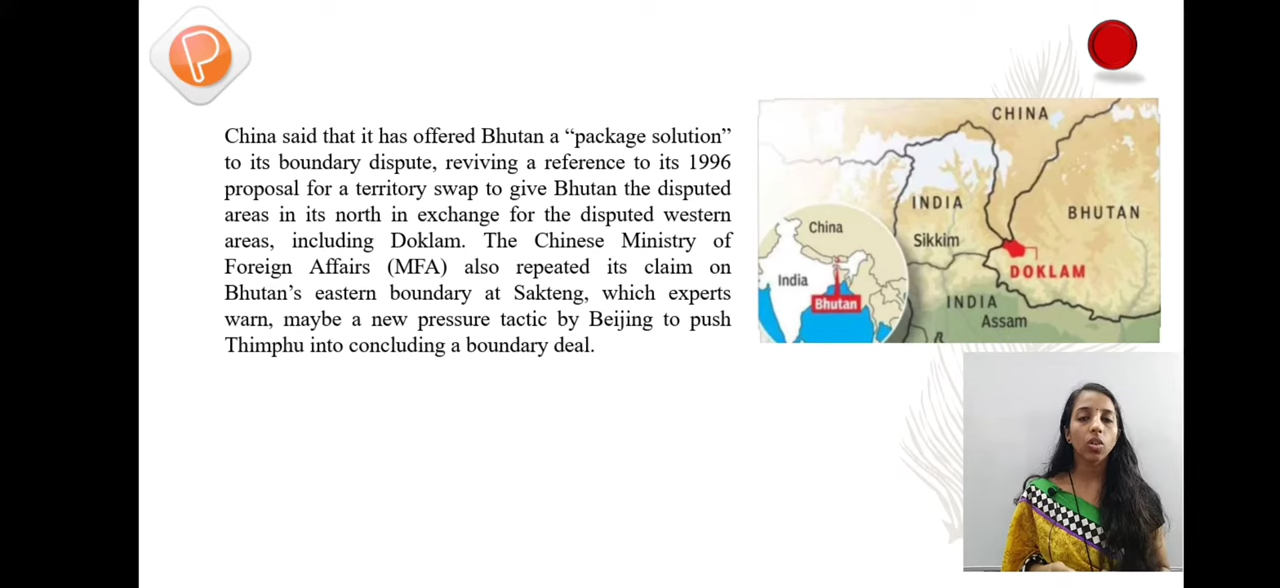 China said that it has offered Bhutan a “package solution”
to its boundary dispute, reviving a reference to its 1996
proposal for a territory swap to give Bhutan the disputed
areas in its north in exchange for the disputed western
areas, including Doklam. The Chinese Ministry of
Foreign Affairs (MFA) also repeated its claim on
Bhutan’s eastern boundary at Sakteng, which experts
warn, maybe a new pressure tactic by Beijing to push
Thimphu into concluding a boundary deal.
CHINA
INDIA
BHUTAN
China
Sikkim
DOKLAM
India
Bhutan
INDIA
Assam
P